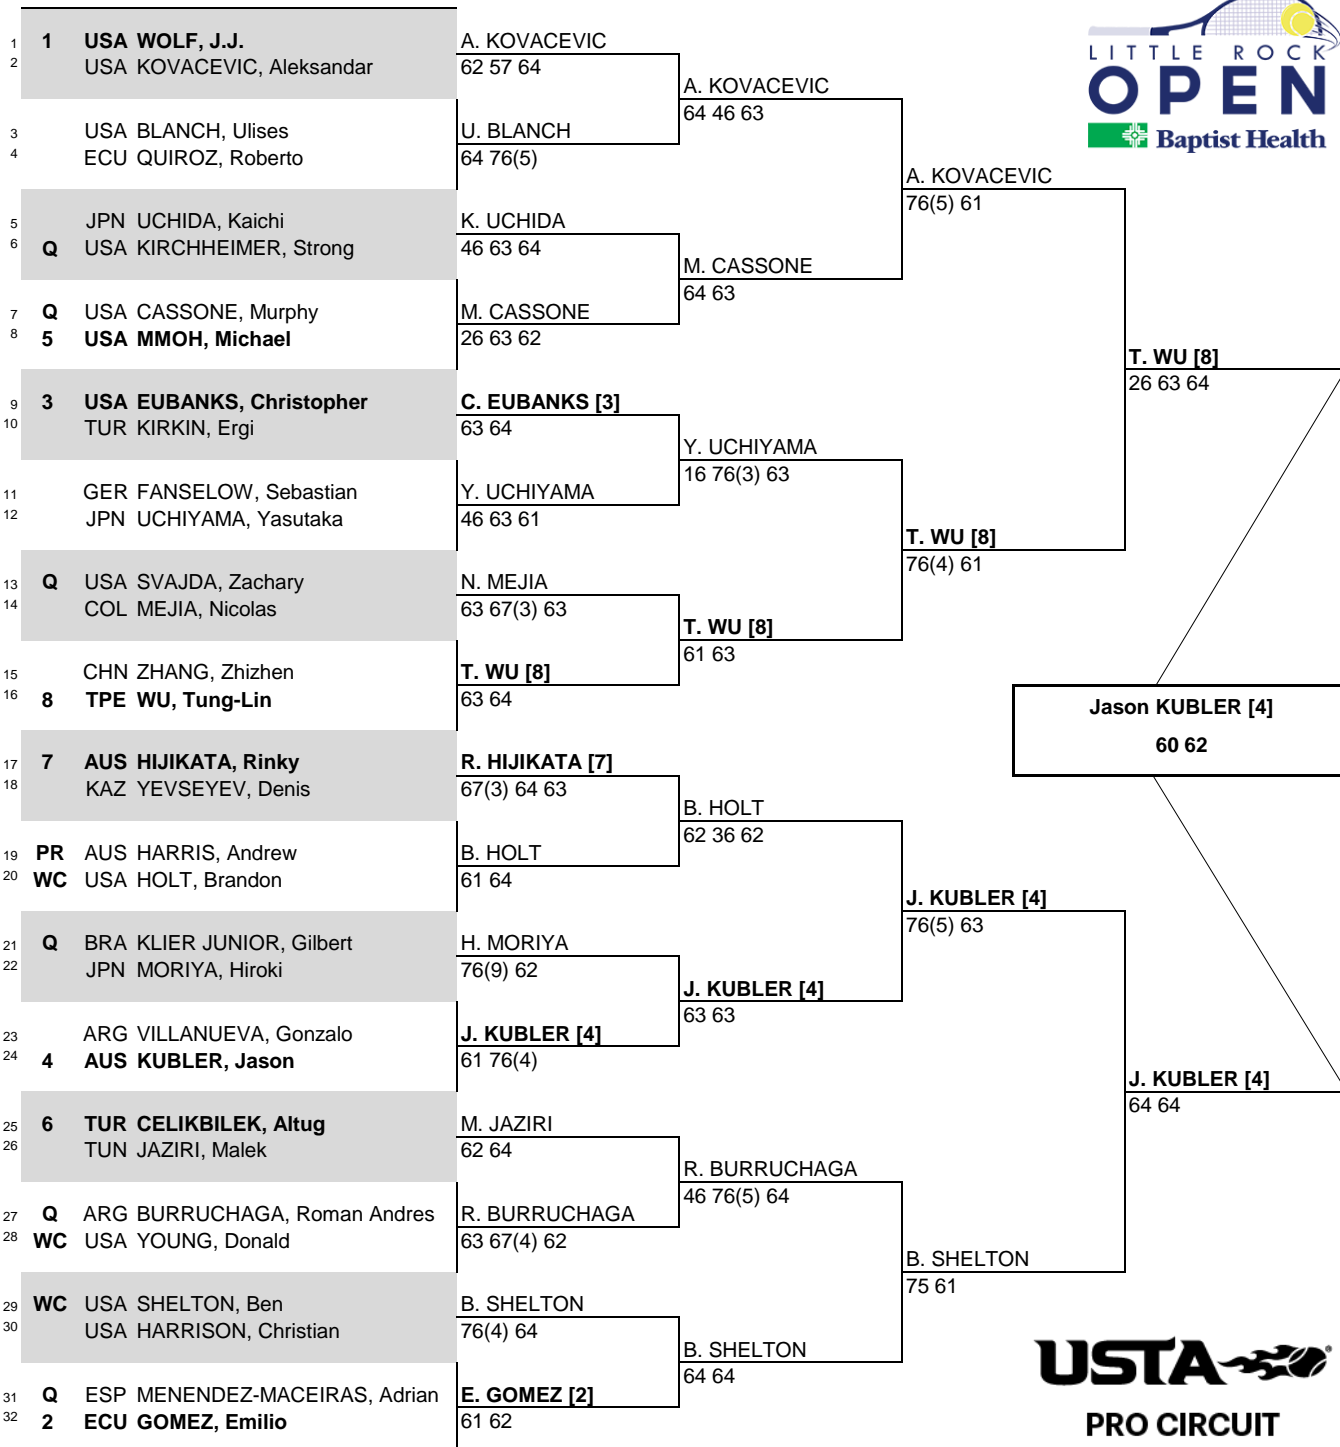 LITTLE ROCK
OPEN
Baptist Health
1 1 USA WOLF, J.J.
2 USA KOVACEVIC, Aleksandar
3 USA BLANCH, Ulises
4 ECU QUIROZ, Roberto
5 JPN UCHIDA, Kaichi
6 Q USA KIRCHHEIMER, Strong
7 Q USA CASSONE, Murphy
8 5 USA MMOH, Michael
9 3 USA EUBANKS, Christopher
10 TUR KIRKIN, Ergi
11 GER FANSELOW, Sebastian
12 JPN UCHIYAMA, Yasutaka
13 Q USA SVAJDA, Zachary
14 COL MEJIA, Nicolas
15 CHN ZHANG, Zhizhen
16 8 TPE WU, Tung-Lin
17 7 AUS HIJIKATA, Rinky
18 KAZ YEVSEYEV, Denis
19 PR AUS HARRIS, Andrew
20 WC USA HOLT, Brandon
21 Q BRA KLIER JUNIOR, Gilbert
22 JPN MORIYA, Hiroki
23 ARG VILLANUEVA, Gonzalo
24 4 AUS KUBLER, Jason
25 6 TUR CELIKBILEK, Altug
26 TUN JAZIRI, Malek
27 Q ARG BURRUCHAGA, Roman Andres
28 WC USA YOUNG, Donald
29 WC USA SHELTON, Ben
30 USA HARRISON, Christian
31 Q ESP MENENDEZ-MACEIRAS, Adrian
32 2 ECU GOMEZ, Emilio
A. KOVACEVIC
62 57 64
U. BLANCH
64 76(5)
K. UCHIDA
46 63 64
M. CASSONE
26 63 62
C. EUBANKS [3]
63 64
Y. UCHIYAMA
46 63 61
N. MEJIA
63 67(3) 63
T. WU [8]
63 64
R. HIJIKATA [7]
67(3) 64 63
B. HOLT
61 64
H. MORIYA
76(9) 62
J. KUBLER [4]
61 76(4)
M. JAZIRI
62 64
R. BURRUCHAGA
63 67(4) 62
B. SHELTON
76(4) 64
E. GOMEZ [2]
61 62
A. KOVACEVIC
64 46 63
M. CASSONE
64 63
Y. UCHIYAMA
16 76(3) 63
T. WU [8]
61 63
B. HOLT
62 36 62
J. KUBLER [4]
63 63
R. BURRUCHAGA
46 76(5) 64
B. SHELTON
64 64
A. KOVACEVIC
76(5) 61
T. WU [8]
76(4) 61
J. KUBLER [4]
76(5) 63
B. SHELTON
75 61
T. WU [8]
26 63 64
J. KUBLER [4]
64 64
Jason KUBLER [4]
60 62
USTA
PRO CIRCUIT